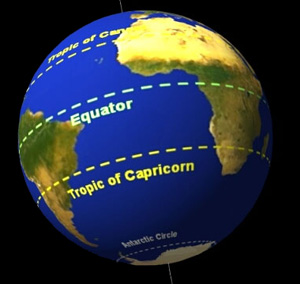 Tropic of Can
Equator
Tropic of Capricorn
Antarctic Circle